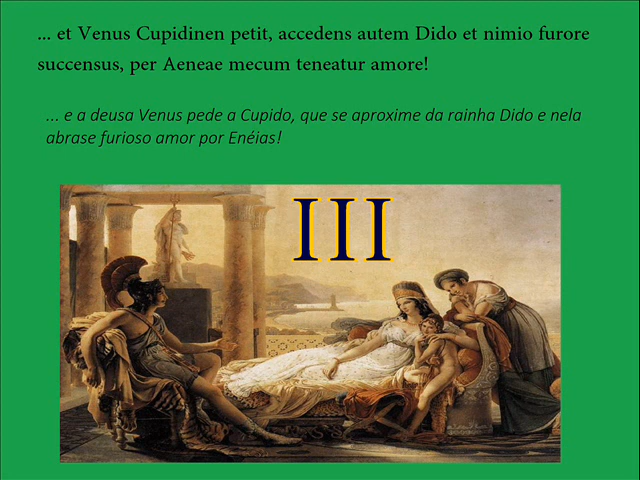 ... et Venus Cupidinen petit, accedens autem Dido et nimio furore
succensus, per Aeneae mecum teneatur amore!
... e a deusa Venus pede a Cupido, que se aproxime da rainha Dido e nela
abrase furioso amor por Enéias!
III